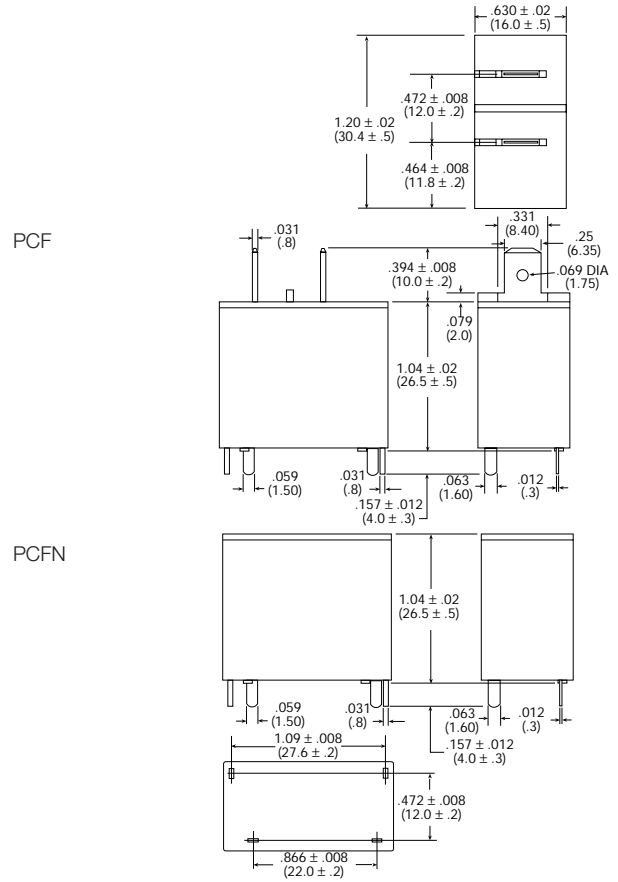 .630 ± .02
(16.0 ± .5)
.472 ± .008
(12.0 ± .2)
1.20 ± .02
(30.4 ± .5)
.464 ± .008
(11.8 ± .2)
PCF
.031
(.8)
.331
(8.40)
.25
(6.35)
.394 ± .008
(10.0 ± .2)
.069 DIA
(1.75)
.079
(2.0)
1.04 ± .02
(26.5 ± .5)
.059
(1.50)
.031
(.8)
.063
(1.60)
.012
(.3)
.157 ± .012
(4.0 ± .3)
PCFN
1.04 ± .02
(26.5 ± .5)
.059
(1.50)
.031
(.8)
.063
(1.60)
.012
(.3)
1.09 ± .008
(27.6 ± .2)
.157 ± .012
(4.0 ± .3)
.472 ± .008
(12.0 ± .2)
.866 ± .008
(22.0 ± .2)